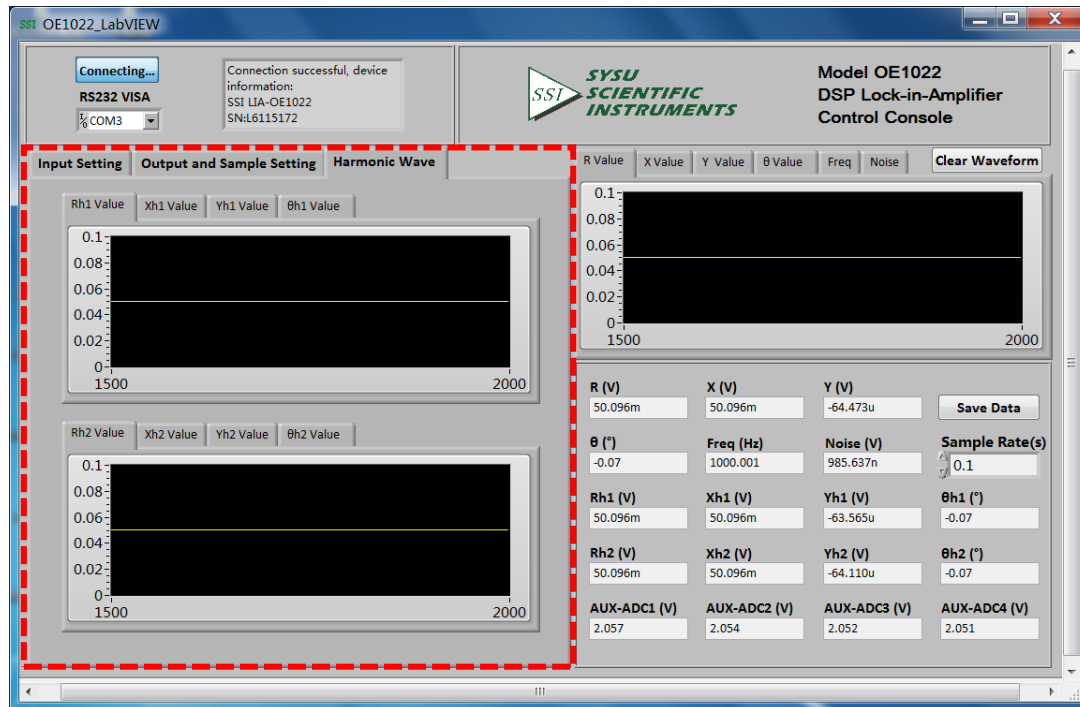 SSI OE1022_LabVIEW
Connecting...
RS232 VISA
COM3
Connection successful, device
information:
SSI LIA-OE1022
SN:L6115172
SSI
SYSU
SCIENTIFIC
INSTRUMENTS
Model OE1022
DSP Lock-in-Amplifier
Control Console
Input Setting Output and Sample Setting Harmonic Wave
Rh1 Value Xh1 Value Yh1 Value θh1 Value
0.1
0.08
0.06
0.04
0.02
0
1500 2000
Rh2 Value Xh2 Value Yh2 Value θh2 Value
0.1
0.08
0.06
0.04
0.02
0
1500 2000
R Value X Value Y Value θ Value Freq Noise Clear Waveform
0.1
0.08
0.06
0.04
0.02
0
1500 2000
R (V) X (V) Y (V)
50.096m 50.096m -64.473u Save Data
θ (°) Freq (Hz) Noise (V) Sample Rate(s)
-0.07 1000.001 985.637n 0.1
Rh1 (V) Xh1 (V) Yh1 (V) θh1 (°)
50.096m 50.096m -63.565u -0.07
Rh2 (V) Xh2 (V) Yh2 (V) θh2 (°)
50.096m 50.096m -64.110u -0.07
AUX-ADC1 (V) AUX-ADC2 (V) AUX-ADC3 (V) AUX-ADC4 (V)
2.057 2.054 2.052 2.051